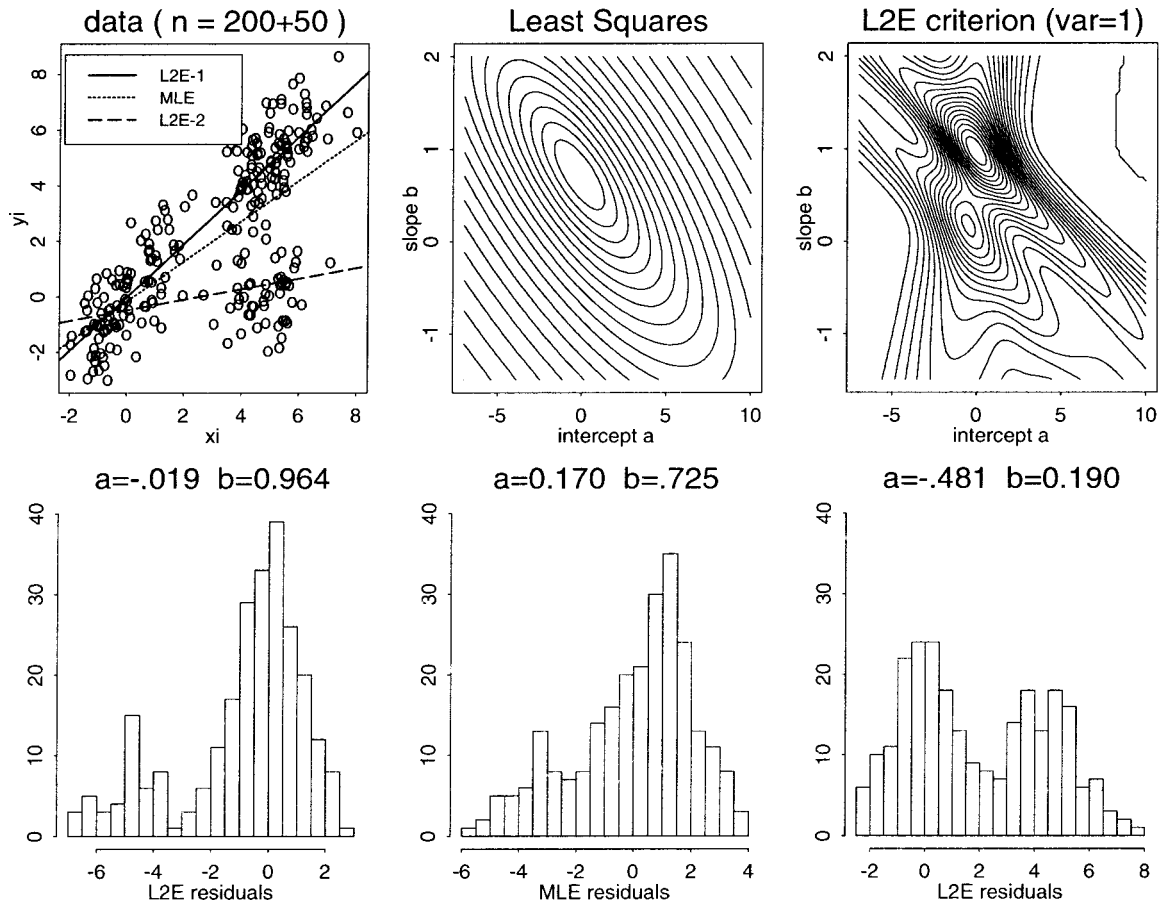 data ( n = 200+50 )
Least Squares
L2E criterion (var=1)
L2E-1
MLE
L2E-2
yi
8
6
4
2
0
-2
-2 0 2 4 6 8
xi
slope b
2
1
0
-1
-5 0 5 10
intercept a
slope b
2
1
0
-1
-5 0 5 10
intercept a
a=-.019 b=0.964
a=0.170 b=.725
a=-.481 b=0.190
40
30
20
10
0
-6 -4 -2 0 2
L2E residuals
40
30
20
10
0
-6 -4 -2 0 2 4
MLE residuals
40
30
20
10
0
-2 0 2 4 6 8
L2E residuals